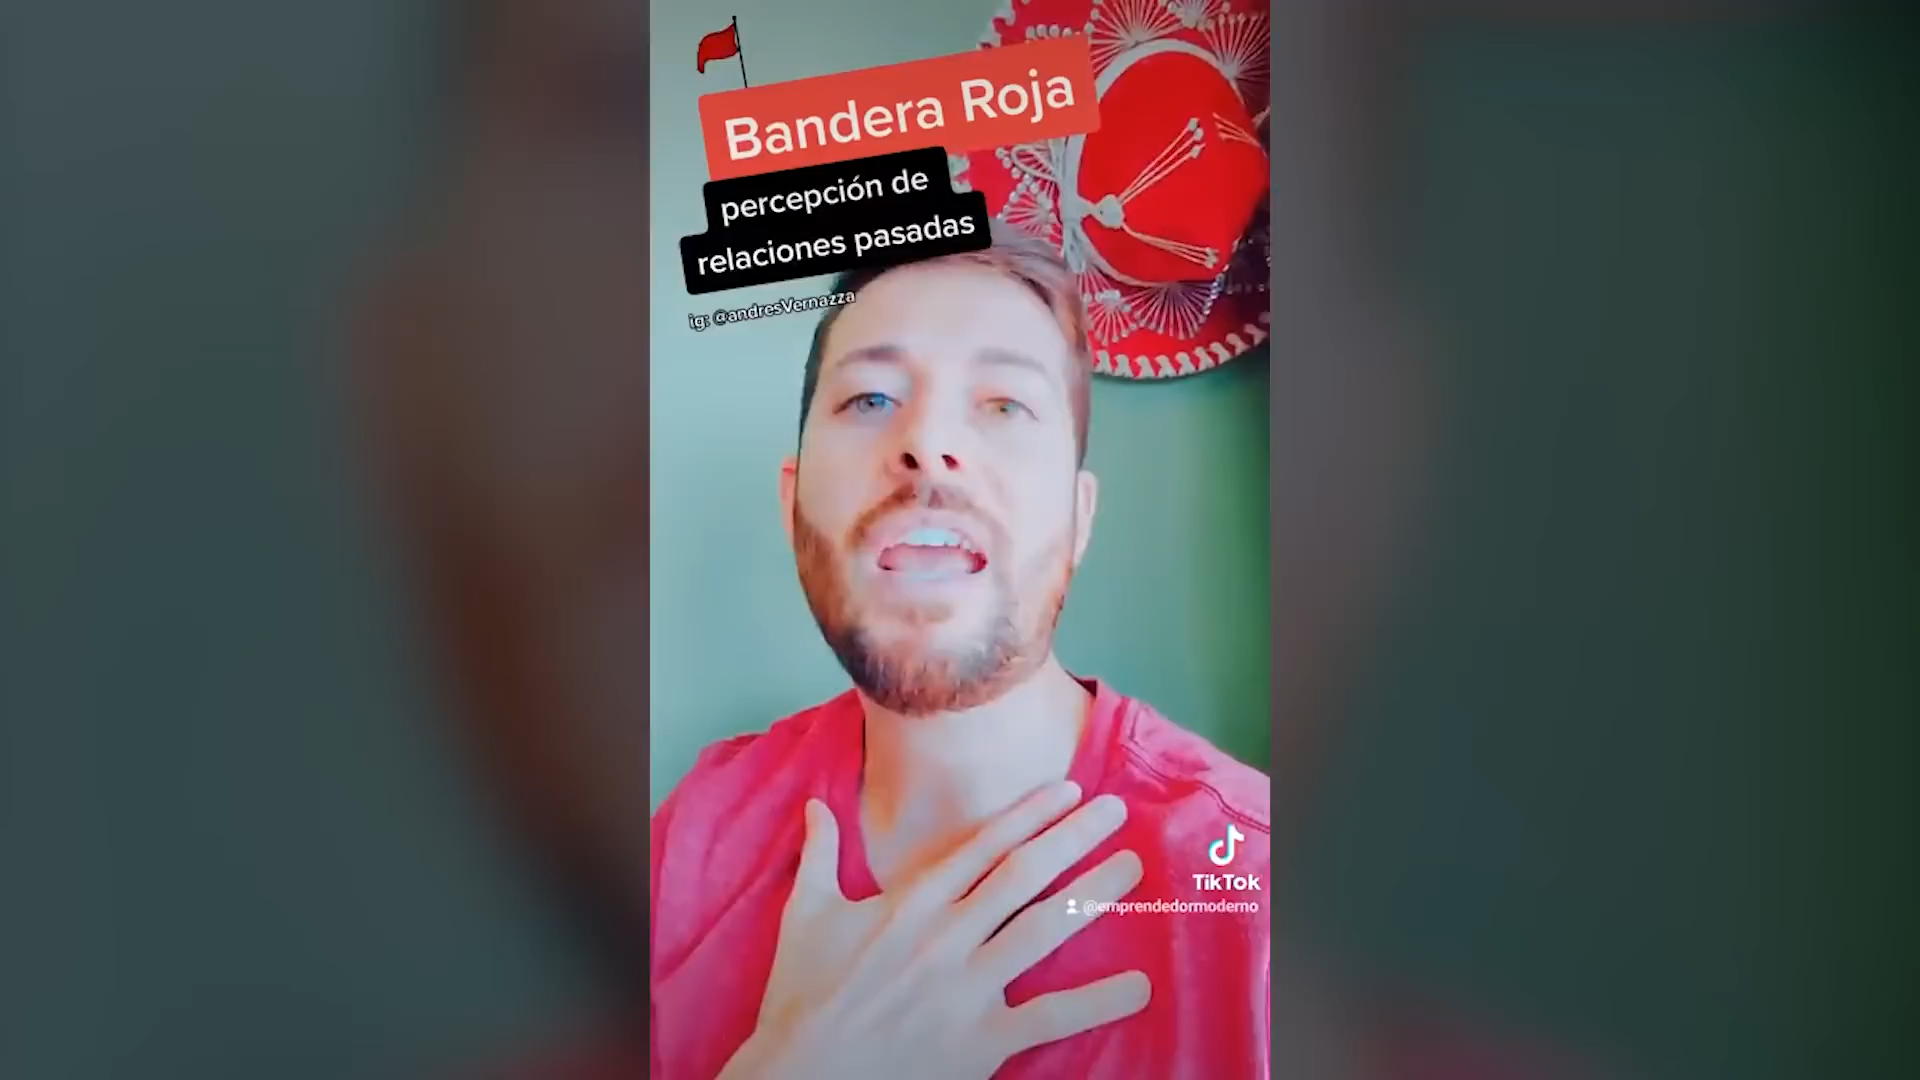 Bandera Roja
percepción de
relaciones pasadas
ig: @andresVernazza
TikTok
@emprendedormoderno